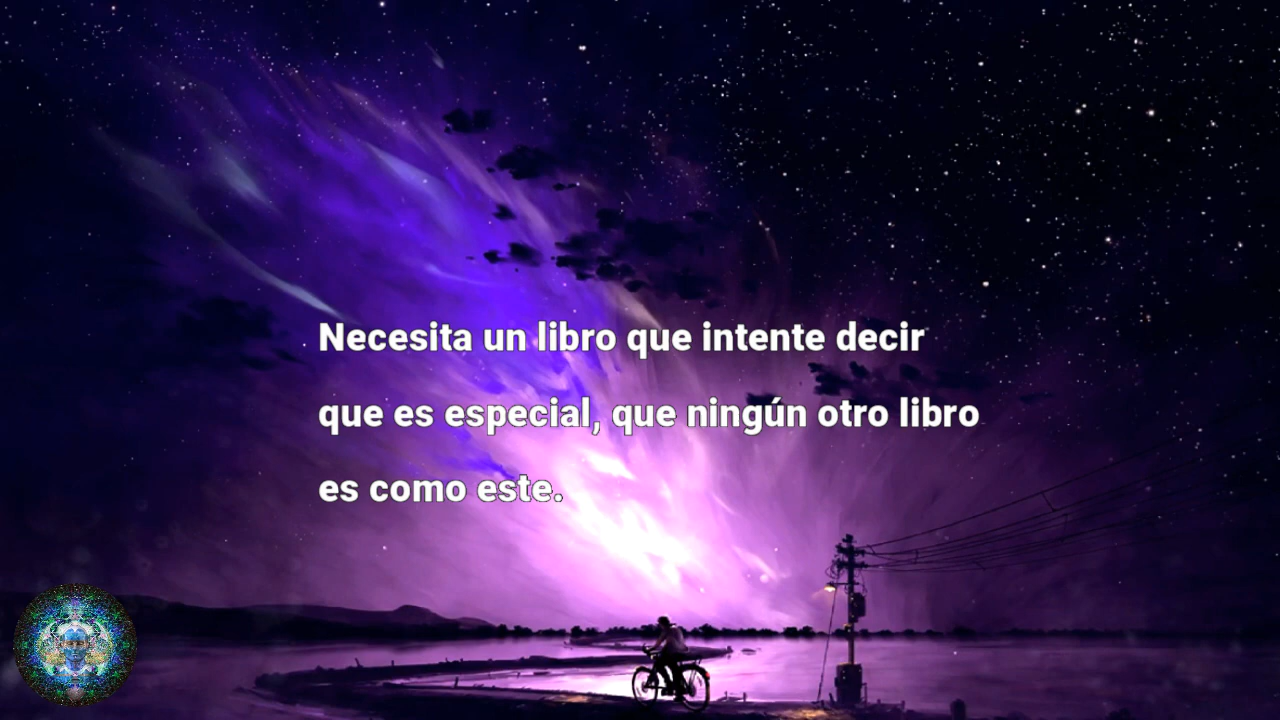 Necesita un libro que intente decir
que es especial, que ningún otro libro
es como este.